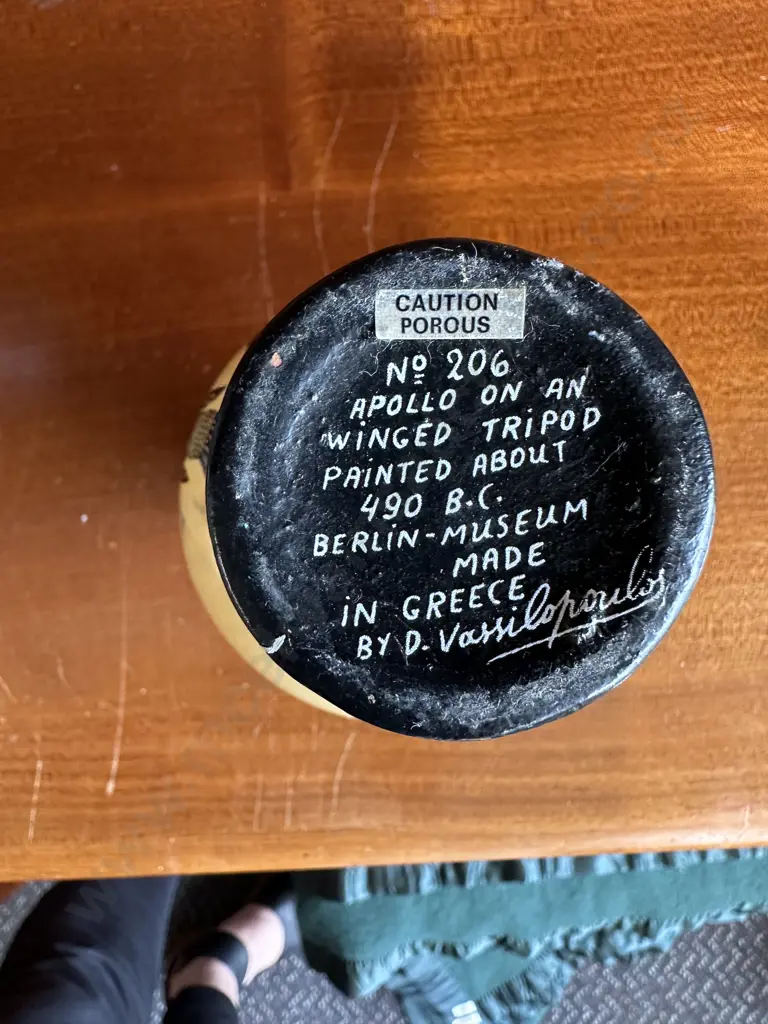 CAUTION
POROUS
Nº 206
APOLLO ON AN
WINGED TRIPOD
PAINTED ABOUT
490 B.C.
BERLIN-MUSEUM
MADE
IN GREECE
BY D. Vassilopoulos